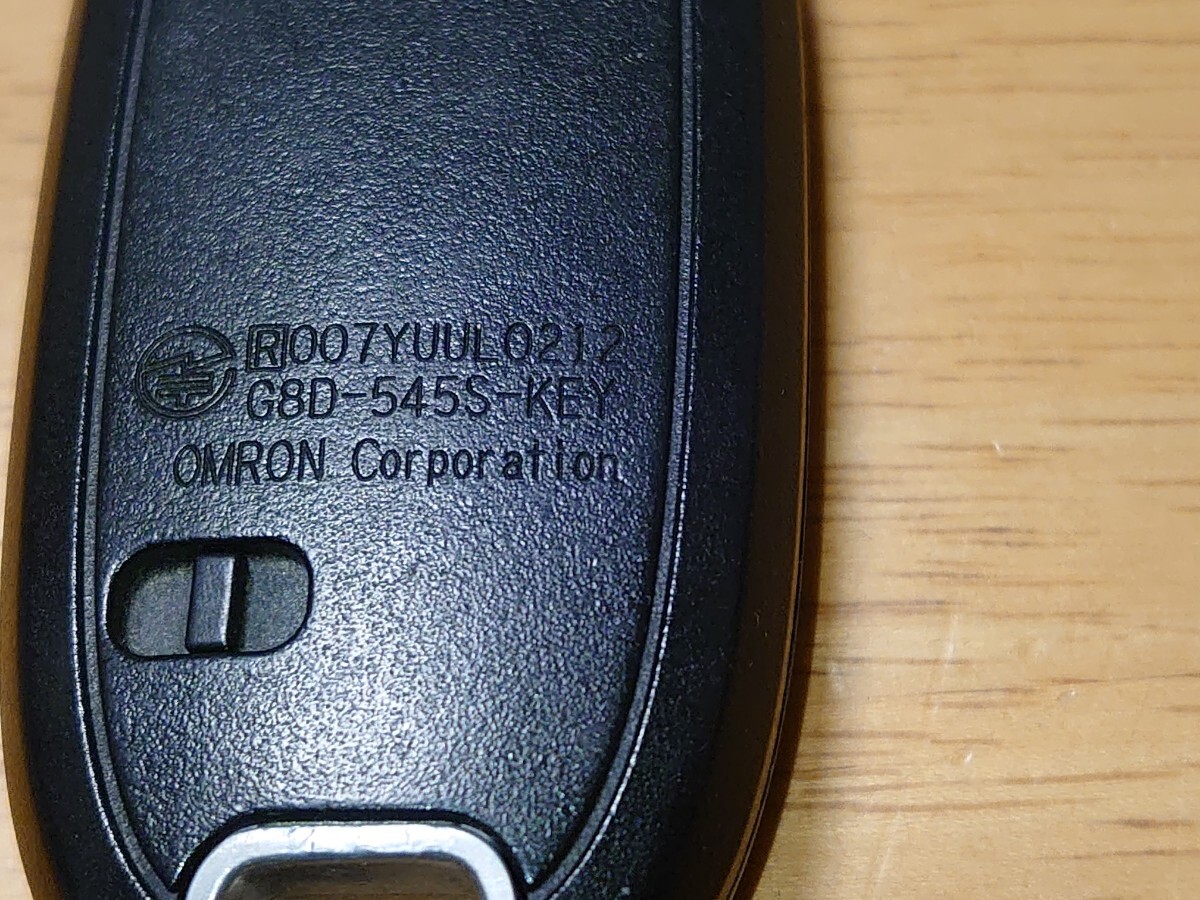 R007YUUL0212
G8D-545S-KEY
OMRON Corporation